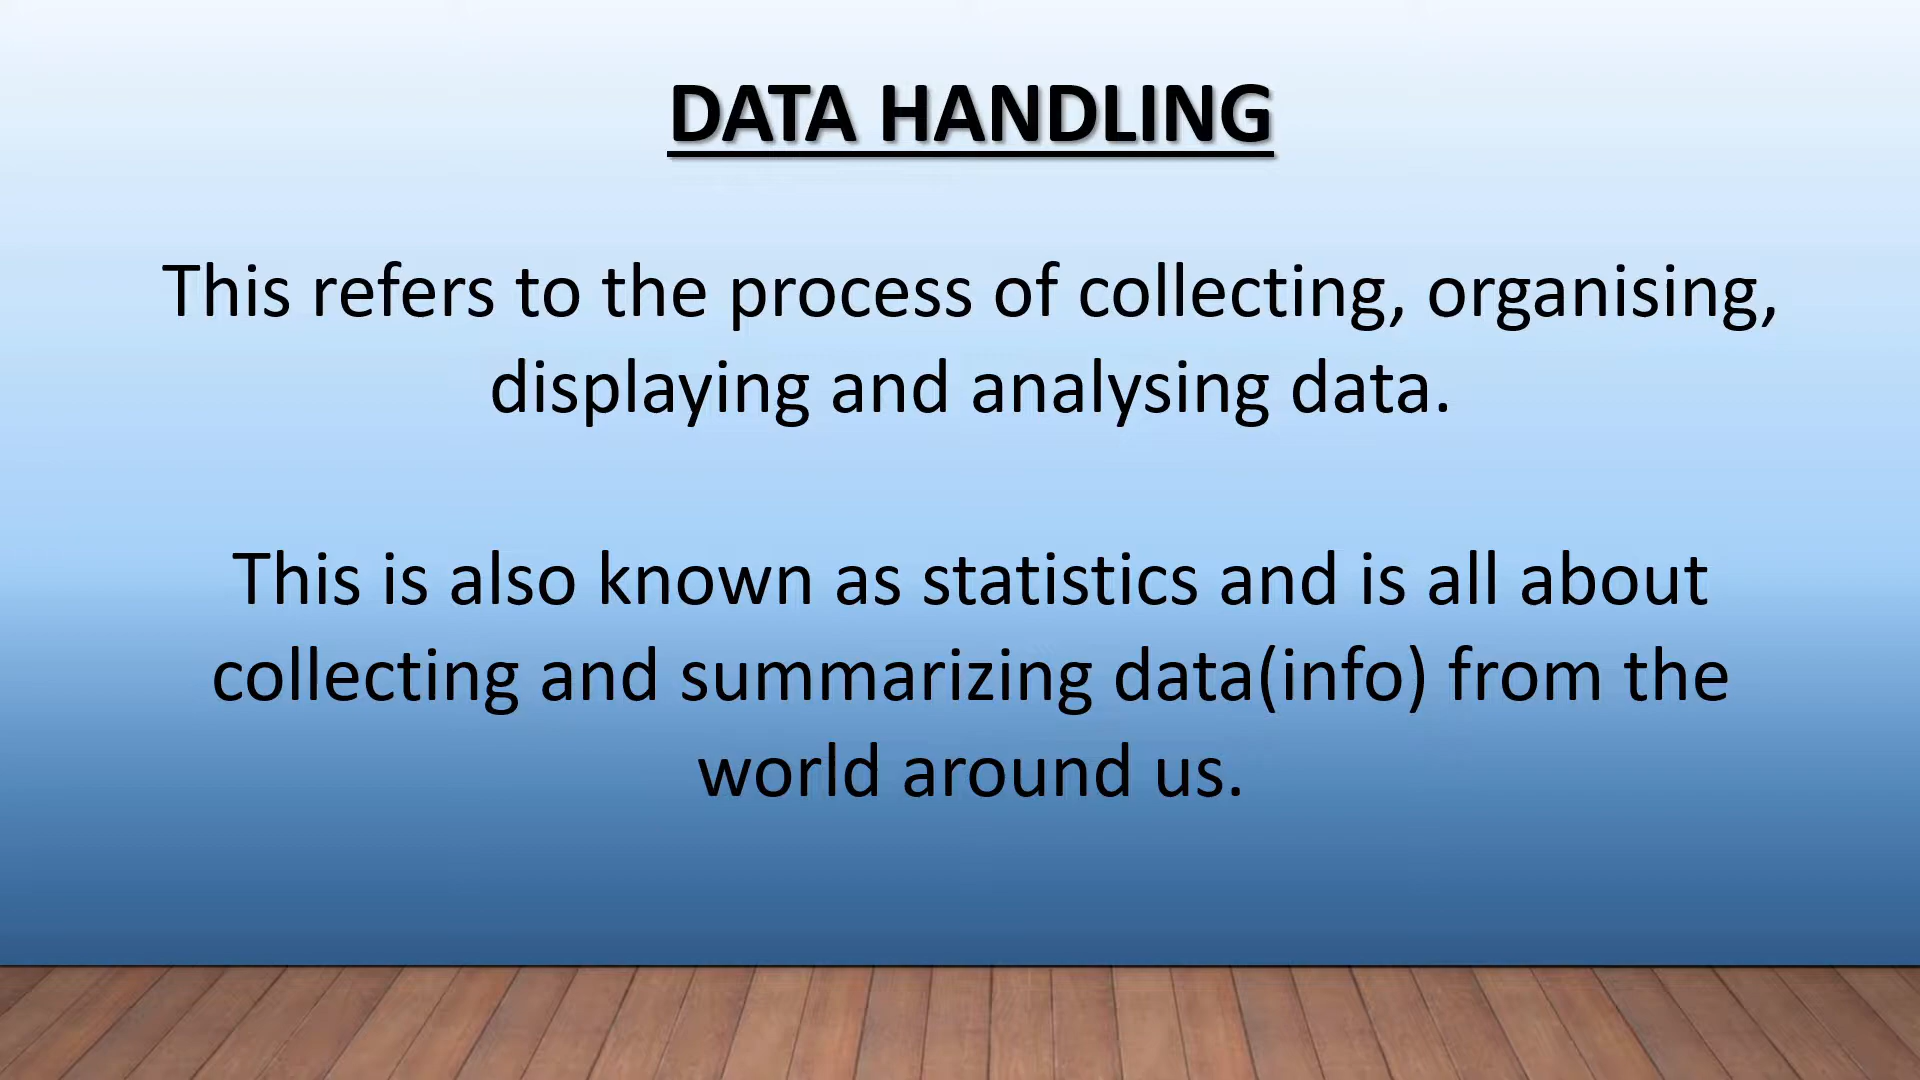 DATA HANDLING
This refers to the process of collecting, organising,
displaying and analysing data.
This is also known as statistics and is all about
collecting and summarizing data(info) from the
world around us.